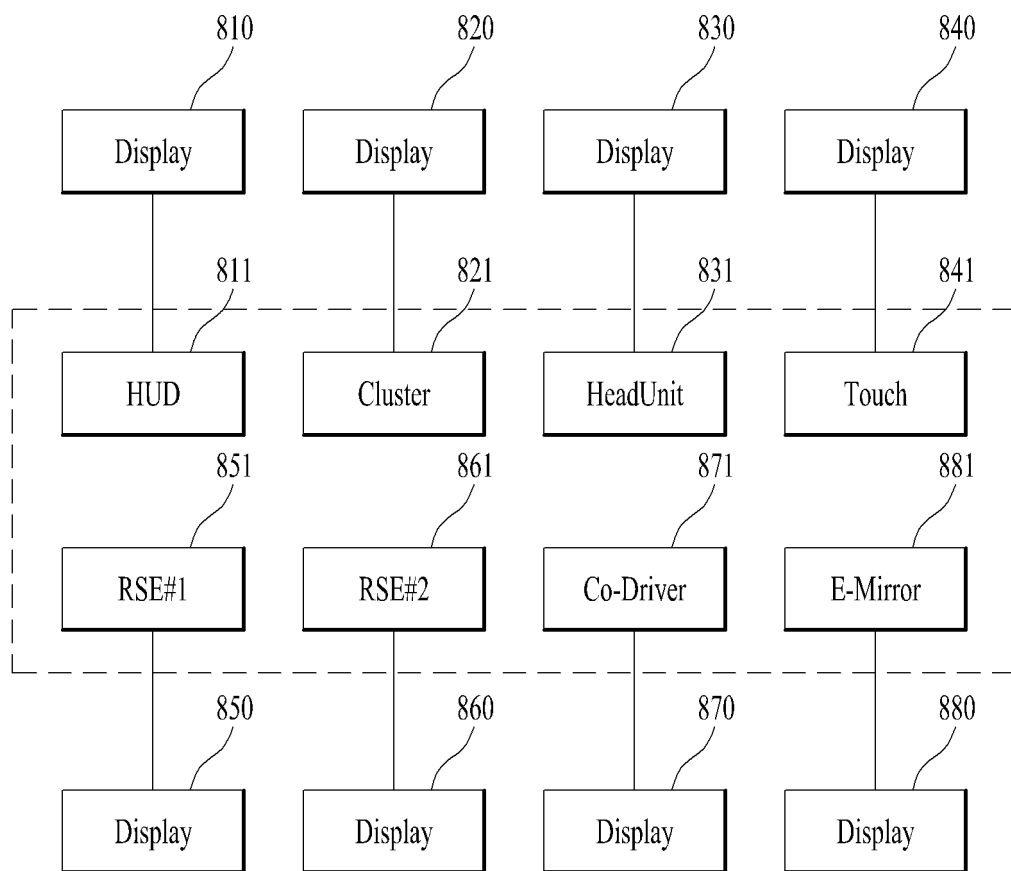 810 820 830 840
Display Display Display Display
811 821 831 841
HUD Cluster HeadUnit Touch
851 861 871 881
RSE#1 RSE#2 Co-Driver E-Mirror
850 860 870 880
Display Display Display Display